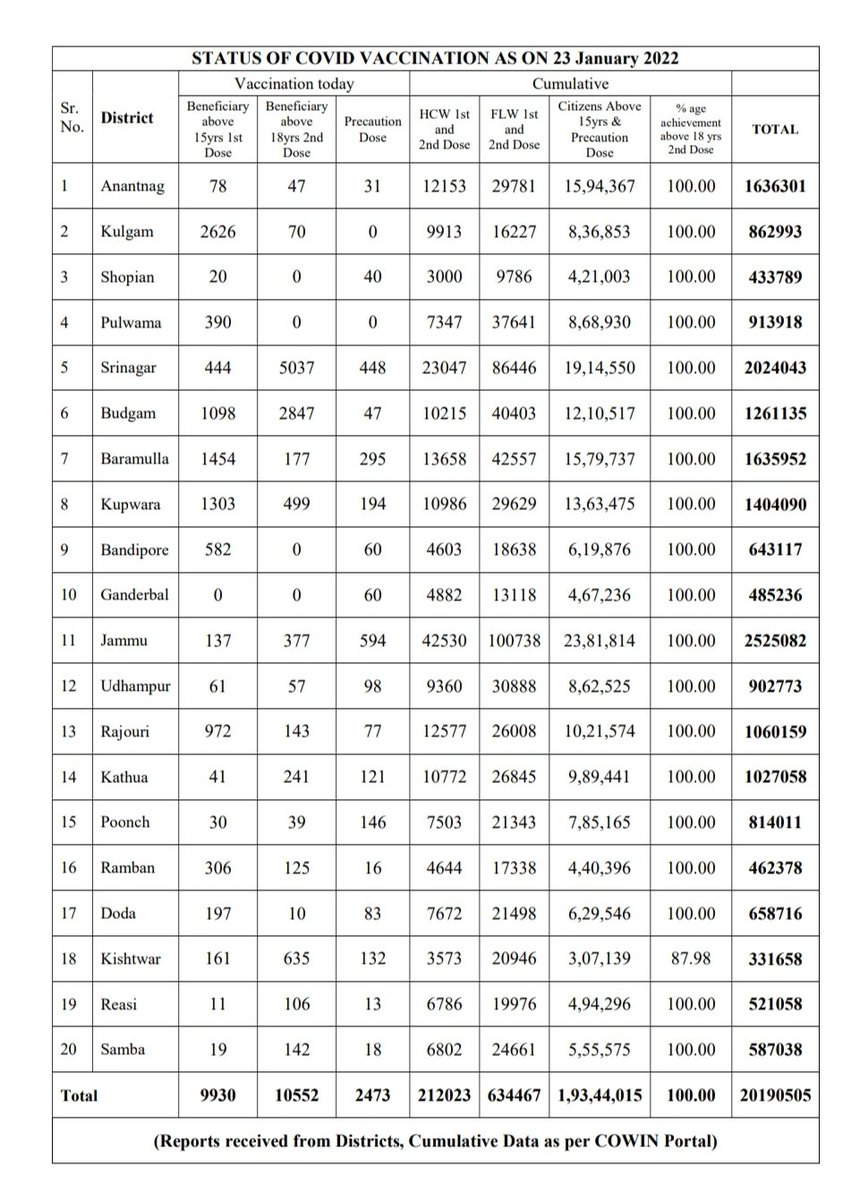 STATUS OF COVID VACCINATION AS ON 23 January 2022
Sr. No. District Vaccination today Cumulative
Beneficiary above 15yrs 1st Dose Beneficiary above 18yrs 2nd Dose Precaution Dose HCW 1st and 2nd Dose FLW 1st and 2nd Dose Citizens Above 15yrs & Precaution Dose % age achievement above 18 yrs 2nd Dose TOTAL
1 Anantnag 78 47 31 12153 29781 15,94,367 100.00 1636301
2 Kulgam 2626 70 0 9913 16227 8,36,853 100.00 862993
3 Shopian 20 0 40 3000 9786 4,21,003 100.00 433789
4 Pulwama 390 0 0 7347 37641 8,68,930 100.00 913918
5 Srinagar 444 5037 448 23047 86446 19,14,550 100.00 2024043
6 Budgam 1098 2847 47 10215 40403 12,10,517 100.00 1261135
7 Baramulla 1454 177 295 13658 42557 15,79,737 100.00 1635952
8 Kupwara 1303 499 194 10986 29629 13,63,475 100.00 1404090
9 Bandipore 582 0 60 4603 18638 6,19,876 100.00 643117
10 Ganderbal 0 0 60 4882 13118 4,67,236 100.00 485236
11 Jammu 137 377 594 42530 100738 23,81,814 100.00 2525082
12 Udhampur 61 57 98 9360 30888 8,62,525 100.00 902773
13 Rajouri 972 143 77 12577 26008 10,21,574 100.00 1060159
14 Kathua 41 241 121 10772 26845 9,89,441 100.00 1027058
15 Poonch 30 39 146 7503 21343 7,85,165 100.00 814011
16 Ramban 306 125 16 4644 17338 4,40,396 100.00 462378
17 Doda 197 10 83 7672 21498 6,29,546 100.00 658716
18 Kishtwar 161 635 132 3573 20946 3,07,139 87.98 331658
19 Reasi 11 106 13 6786 19976 4,94,296 100.00 521058
20 Samba 19 142 18 6802 24661 5,55,575 100.00 587038
Total 9930 10552 2473 212023 634467 1,93,44,015 100.00 20190505
(Reports received from Districts, Cumulative Data as per COWIN Portal)